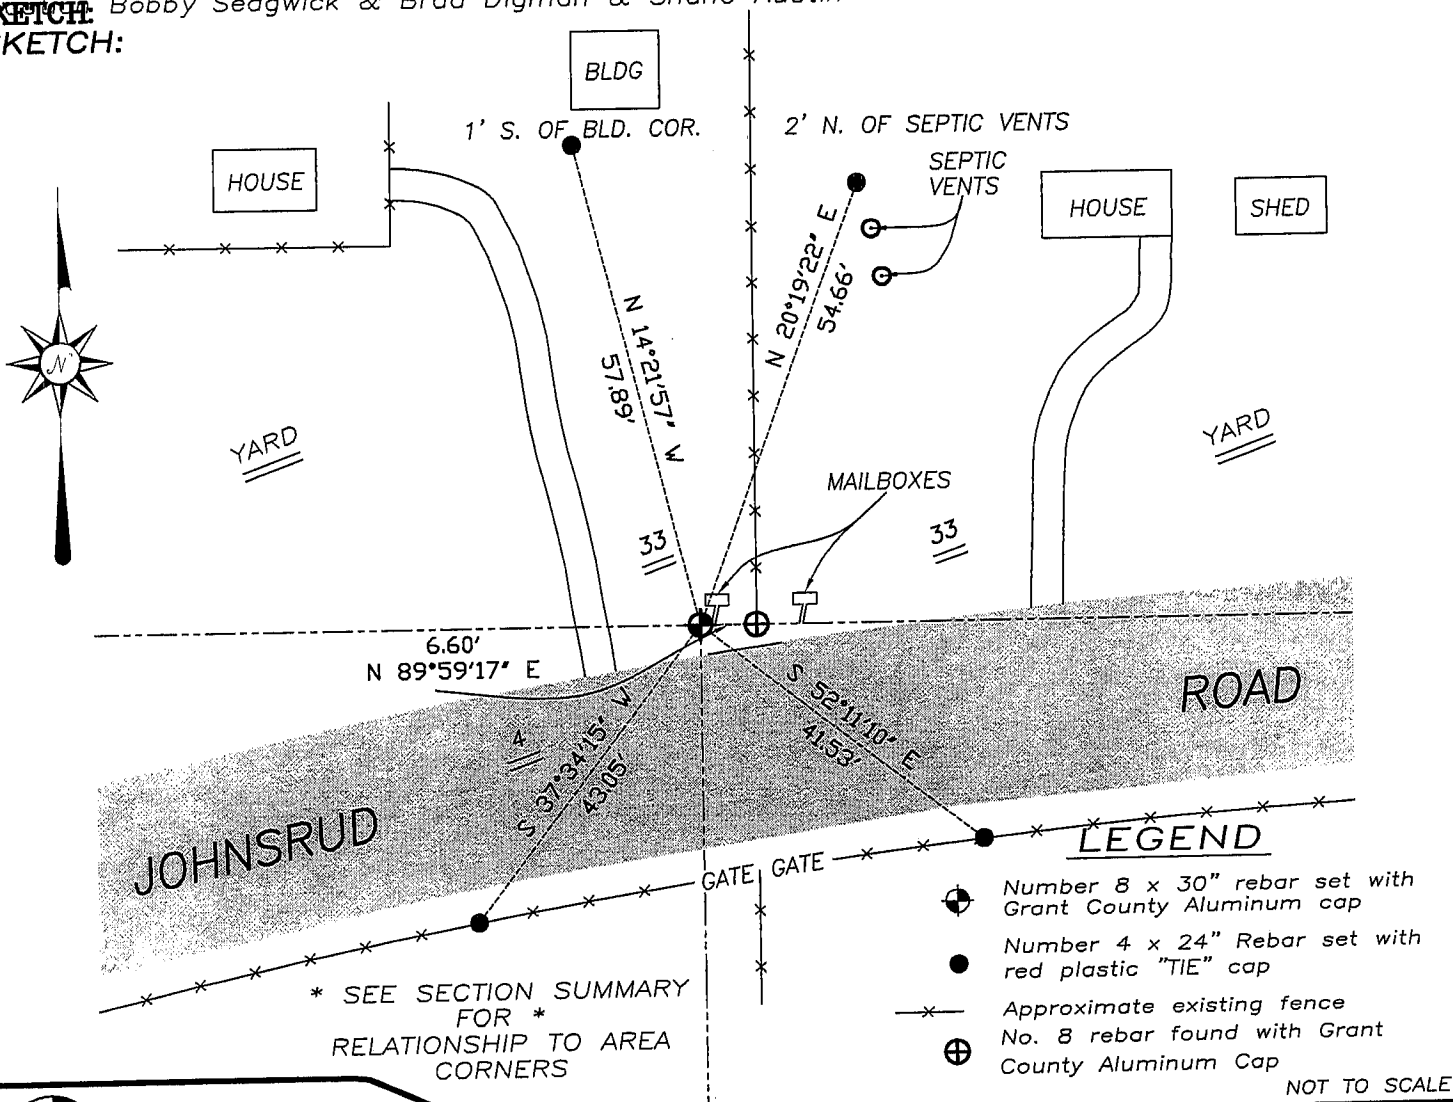 SKETCH:
Bobby Sedgwick & Brad Digman & Shane Austin
SKETCH:
BLDG
1' S. OF BLD. COR.
2' N. OF SEPTIC VENTS
SEPTIC
VENTS
HOUSE
HOUSE
SHED
N 14°21'57" W
57.89'
N 20°19'22" E
54.66'
N
YARD
YARD
MAILBOXES
33
33
6.60'
N 89°59'17" E
4
S 37°34'15" W
43.05'
S 52°11'10" E
41.53'
ROAD
JOHNSRUD
GATE GATE
LEGEND
Number 8 x 30" rebar set with
Grant County Aluminum cap
Number 4 x 24" Rebar set with
red plastic "TIE" cap
Approximate existing fence
No. 8 rebar found with Grant
County Aluminum Cap
* SEE SECTION SUMMARY
FOR *
RELATIONSHIP TO AREA
CORNERS
NOT TO SCALE